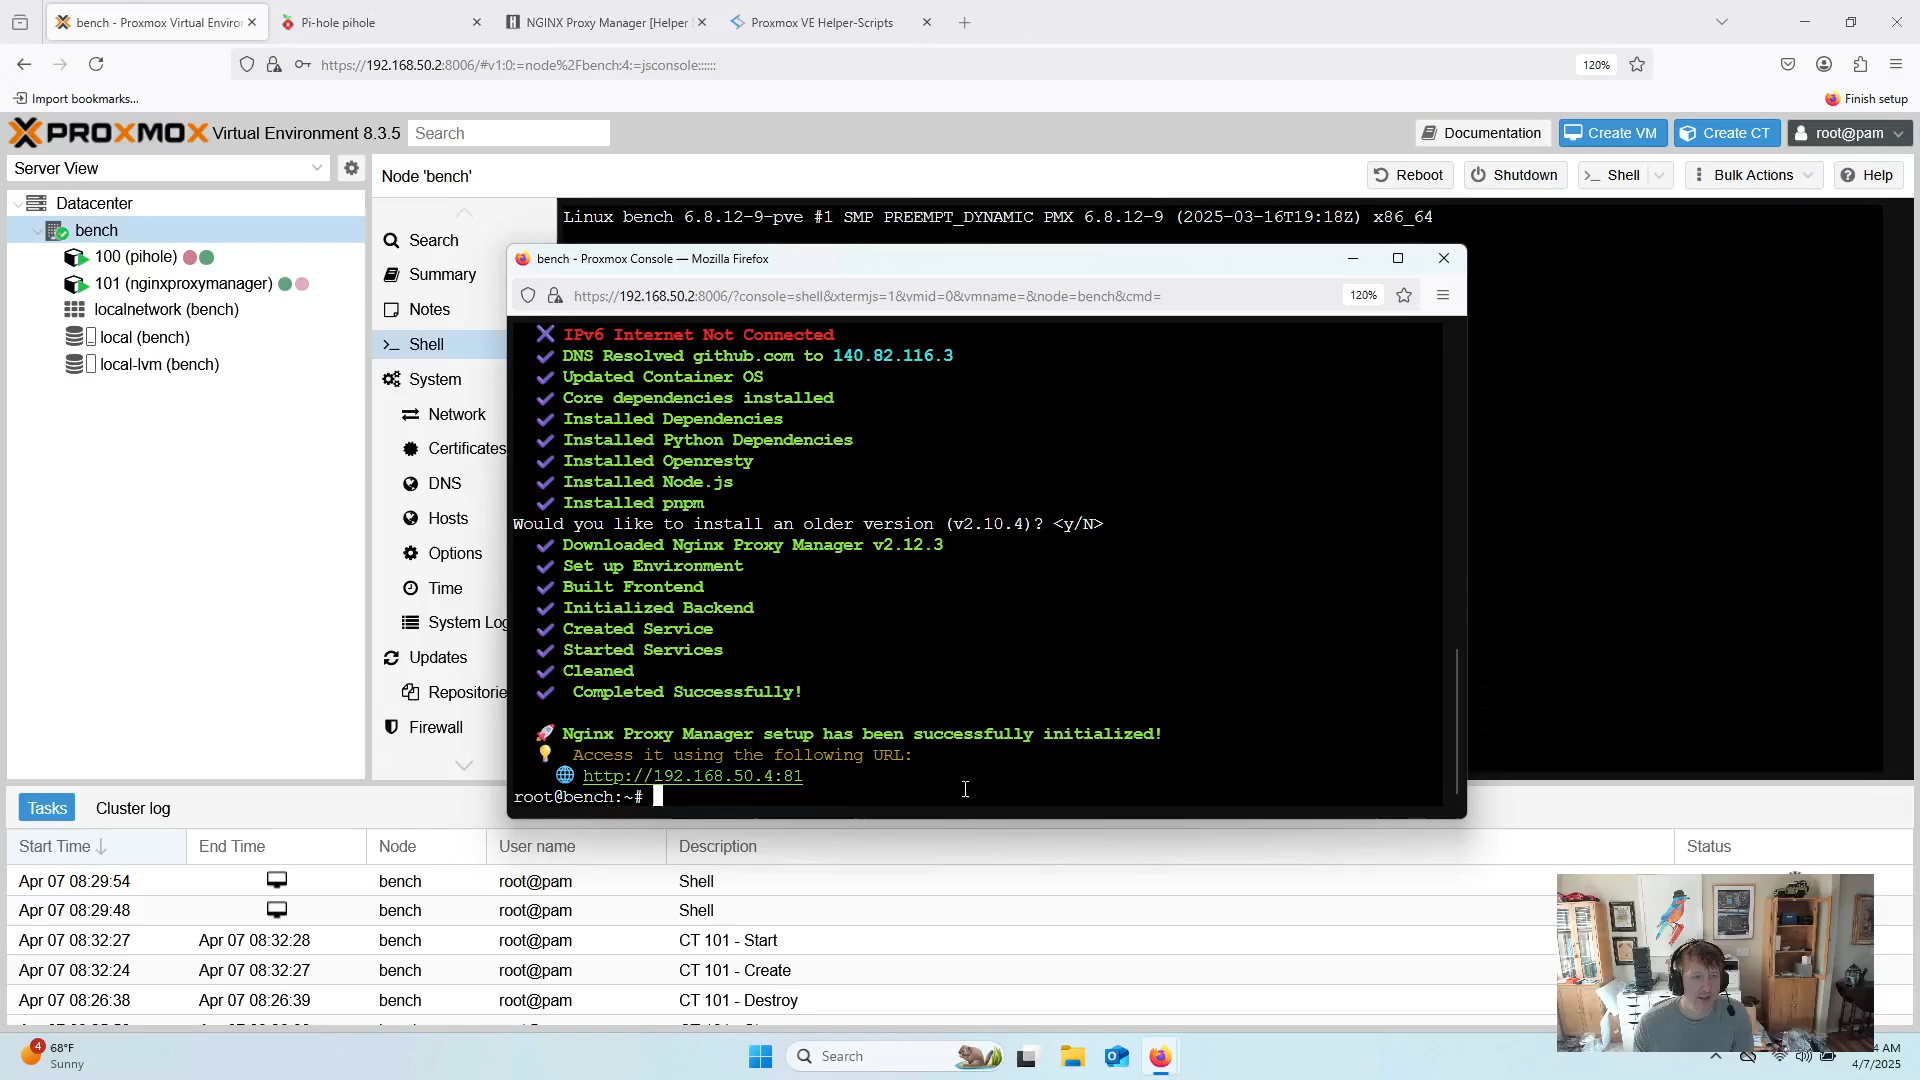 bench - Proxmox Virtual Enviro
Pi-hole pihole
NGINX Proxmox Manager [Helper
Proxmox VE Helper-Scripts
https://192.168.50.2:8006/#v1:0:=node%2Fbench:4:=jsconsole::::::
120%
Import bookmarks...
Finish setup
PROXMOX Virtual Environment 8.3.5
Search
Documentation
Create VM
Create CT
root@pam
Server View
Node 'bench'
Reboot
Shutdown
Shell
Bulk Actions
Help
Datacenter
bench
100 (pihole)
101 (nginxproxymanager)
localnetwork (bench)
local (bench)
local-lvm (bench)
Search
Summary
Notes
Shell
System
Network
Certificates
DNS
Hosts
Options
Time
System Log
Updates
Repositorie
Firewall
Linux bench 6.8.12-9-pve #1 SMP PREEMPT_DYNAMIC PMX 6.8.12-9 (2025-03-16T19:18Z) x86_64
bench - Proxmox Console — Mozilla Firefox
https://192.168.50.2:8006/?console=shell&xtermjs=1&vmid=0&vmname=&node=bench&cmd=
120%
IPv6 Internet Not Connected
DNS Resolved github.com to 140.82.116.3
Updated Container OS
Core dependencies installed
Installed Dependencies
Installed Python Dependencies
Installed Openresty
Installed Node.js
Installed pnpm
Would you like to install an older version (v2.10.4)? <y/N>
Downloaded Nginx Proxy Manager v2.12.3
Set up Environment
Built Frontend
Initialized Backend
Created Service
Started Services
Cleaned
Completed Successfully!
Nginx Proxy Manager setup has been successfully initialized!
Access it using the following URL:
http://192.168.50.4:81
root@bench:~#
Tasks
Cluster log
Start Time
End Time
Node
User name
Description
Status
Apr 07 08:29:54 bench root@pam Shell
Apr 07 08:29:48 bench root@pam Shell
Apr 07 08:32:27 Apr 07 08:32:28 bench root@pam CT 101 - Start
Apr 07 08:32:24 Apr 07 08:32:27 bench root@pam CT 101 - Create
Apr 07 08:26:38 Apr 07 08:26:39 bench root@pam CT 101 - Destroy
4
68°F
Sunny
Search
4 AM
4/7/2025